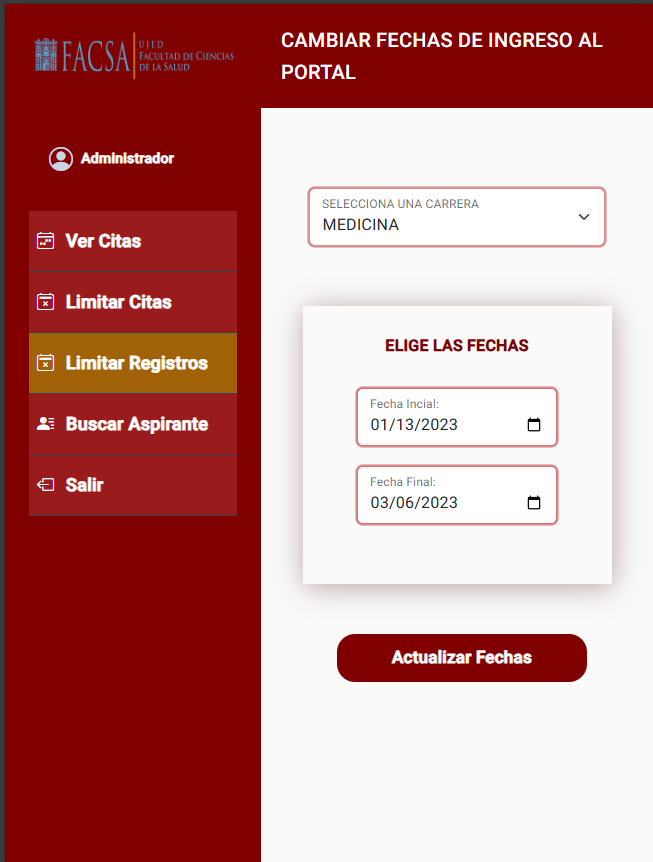 FACSA
UJED
FACULTAD DE CIENCIAS
DE LA SALUD
CAMBIAR FECHAS DE INGRESO AL
PORTAL
Administrador
Ver Citas
Limitar Citas
Limitar Registros
Buscar Aspirante
Salir
SELECCIONA UNA CARRERA
MEDICINA
ELIGE LAS FECHAS
Fecha Incial:
01/13/2023
Fecha Final:
03/06/2023
Actualizar Fechas